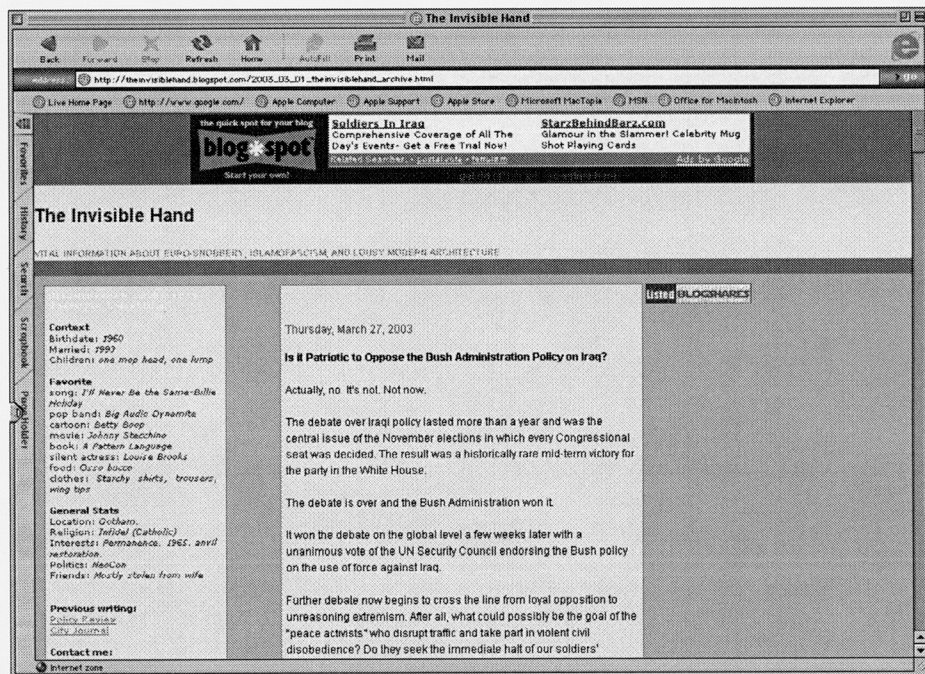 The Invisible Hand
Back Forward Stop Refresh Home AutoFill Print Mail
http://theinvisiblehand.blogspot.com/2003_03_01_theinvisiblehand_archive.html
go
Live Home Page http://www.google.com/ Apple Computer Apple Support Apple Store Microsoft MacTopia MSN Office for Macintosh Internet Explorer
Favorites
History
Search
Scrapbook
Page Holder
the quick spot for your blog
blog*spot
Start your own!
Soldiers In Iraq
Comprehensive Coverage of All The
Day's Events- Get a Free Trial Now!
StarzBehindBarz.com
Glamour in the Slammer! Celebrity Mug
Shot Playing Cards
Related Searches: • postal vote • feminism
Ads by Google
The Invisible Hand
VITAL INFORMATION ABOUT EURO-SNOBBERY, ISLAMOFASCISM, AND LOUSY MODERN ARCHITECTURE
Context
Birthdate: 1960
Married: 1993
Children: one mop head, one lump
Favorite
song: I'll Never Be the Same-Billie
Holiday
pop band: Big Audio Dynamite
cartoon: Betty Boop
movie: Johnny Stecchino
book: A Pattern Language
silent actress: Louise Brooks
food: Osso bucco
clothes: Starchy shirts, trousers,
wing tips
General Stats
Location: Gotham.
Religion: Infidel (Catholic)
Interests: Permanence, 1965, anvil
restoration.
Politics: NeoCon
Friends: Mostly stolen from wife
Previous writing:
Policy Review
City Journal
Contact me:
Listed BLOGSHARES
Thursday, March 27, 2003
Is it Patriotic to Oppose the Bush Administration Policy on Iraq?
Actually, no. It's not. Not now.
The debate over Iraqi policy lasted more than a year and was the
central issue of the November elections in which every Congressional
seat was decided. The result was a historically rare mid-term victory for
the party in the White House.
The debate is over and the Bush Administration won it.
It won the debate on the global level a few weeks later with a
unanimous vote of the UN Security Council endorsing the Bush policy
on the use of force against Iraq.
Further debate now begins to cross the line from loyal opposition to
unreasoning extremism. After all, what could possibly be the goal of the
"peace activists" who disrupt traffic and take part in violent civil
disobedience? Do they seek the immediate halt of our soldiers'
Internet zone